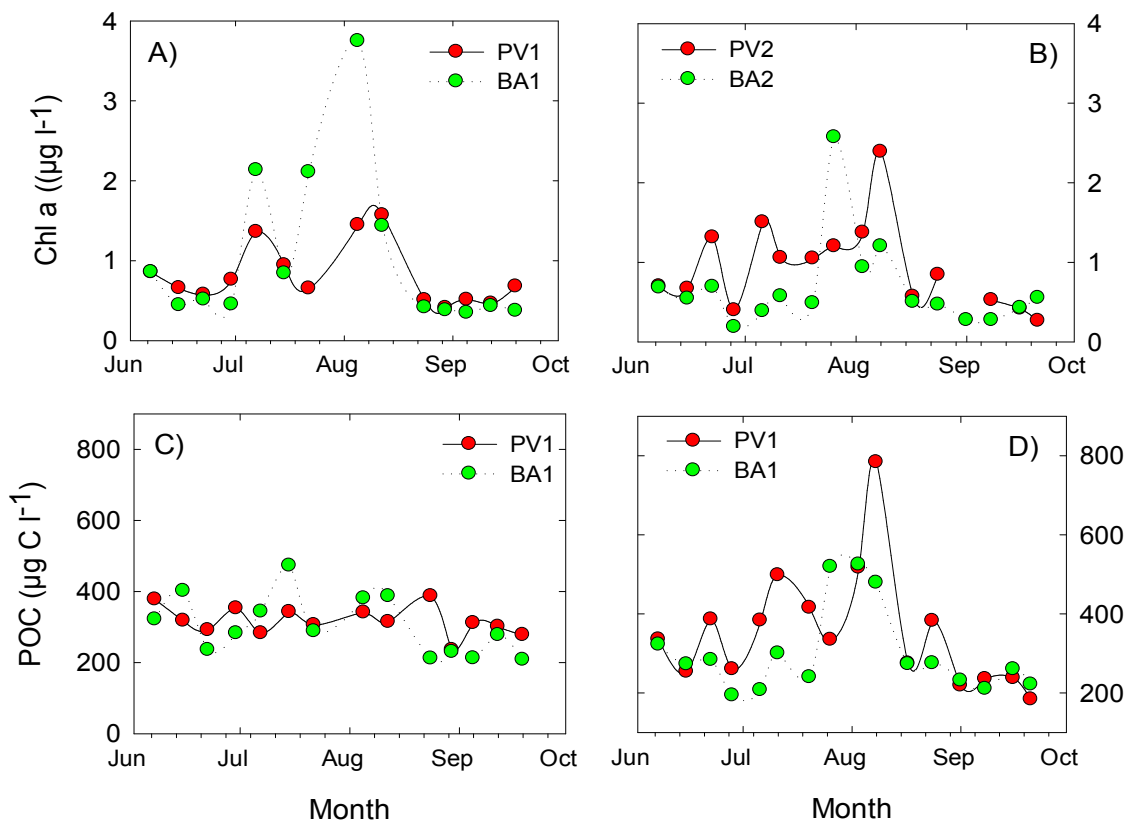 A)
PV1
BA1
Chl a ((µg l-1)
4
3
2
1
0
Jun Jul Aug Sep Oct
B)
PV2
BA2
4
3
2
1
0
Jun Jul Aug Sep Oct
C)
PV1
BA1
POC (µg C l-1)
800
600
400
200
0
Jun Jul Aug Sep Oct
Month
D)
PV1
BA1
800
600
400
200
Jun Jul Aug Sep Oct
Month